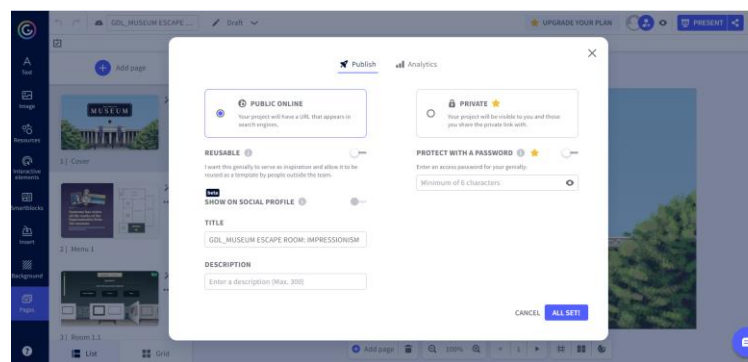 GDL_MUSEUM ESCAPE ...
Draft
UPGRADE YOUR PLAN
PRESENT
Text
Image
Resources
Interactive
elements
Smartblocks
Insert
Background
Pages
Add page
MUSEUM
1 | Cover
2 | Menu 1
3 | Room 1.1
List
Grid
Publish
Analytics
PUBLIC ONLINE
Your project will have a URL that appears in
search engines.
PRIVATE
Your project will be visible to you and those
you share the private link with.
REUSABLE
I want this genially to serve as inspiration and allow it to be
reused as a template by people outside the team.
beta
SHOW ON SOCIAL PROFILE
TITLE
GDL_MUSEUM ESCAPE ROOM: IMPRESSIONISM
DESCRIPTION
Enter a description (Max. 300)
PROTECT WITH A PASSWORD
Enter an access password for your genially:
Minimum of 6 characters
CANCEL
ALL SET!
Add page
100%
1